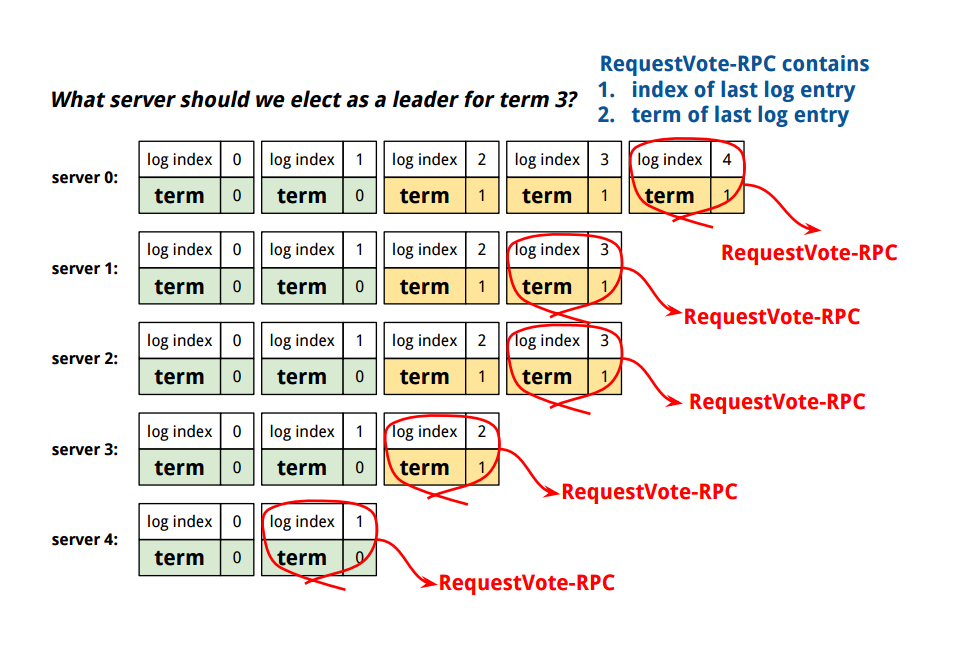 RequestVote-RPC contains
1. index of last log entry
2. term of last log entry
What server should we elect as a leader for term 3?
server 0:
log index 0 log index 1 log index 2 log index 3 log index 4
term 0 term 0 term 1 term 1 term 1
RequestVote-RPC
server 1:
log index 0 log index 1 log index 2 log index 3
term 0 term 0 term 1 term 1
RequestVote-RPC
server 2:
log index 0 log index 1 log index 2 log index 3
term 0 term 0 term 1 term 1
RequestVote-RPC
server 3:
log index 0 log index 1 log index 2
term 0 term 0 term 1
RequestVote-RPC
server 4:
log index 0 log index 1
term 0 term 0
RequestVote-RPC